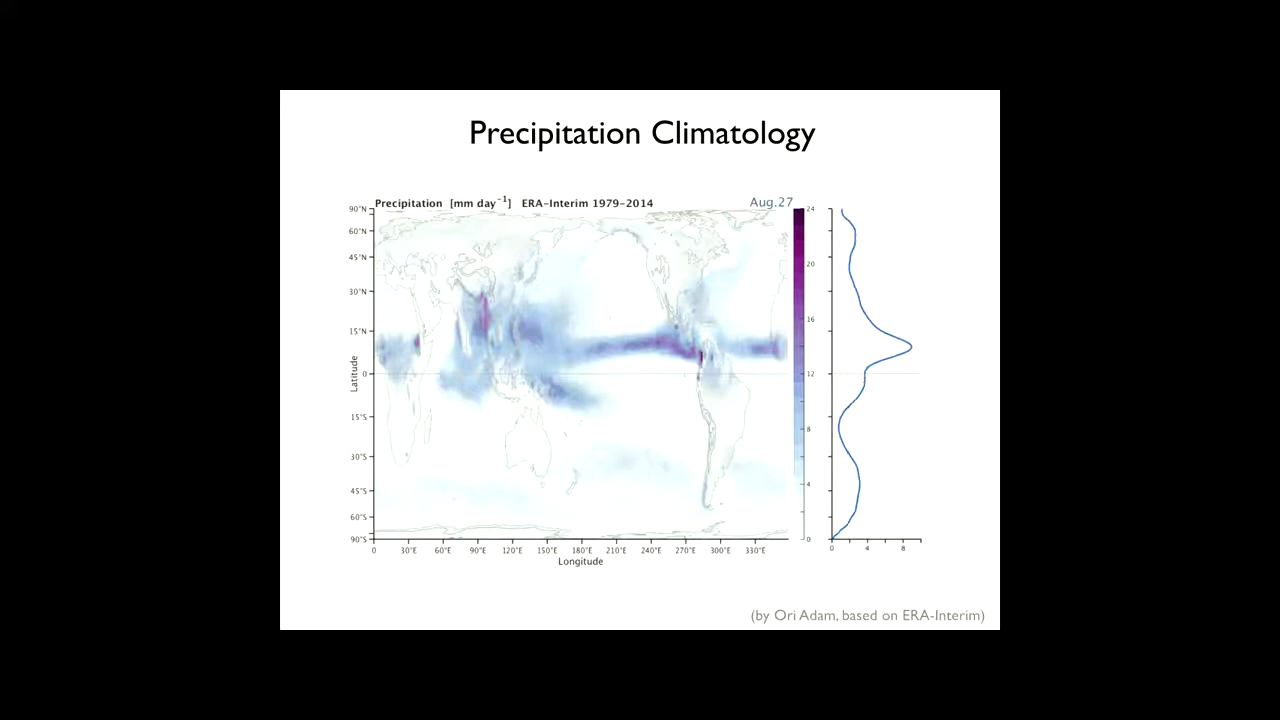 Precipitation Climatology
Precipitation [mm day⁻¹] ERA-Interim 1979-2014
Aug.27
90°N
60°N
45°N
30°N
15°N
0
15°S
30°S
45°S
60°S
90°S
Latitude
0 30°E 60°E 90°E 120°E 150°E 180°E 210°E 240°E 270°E 300°E 330°E
Longitude
24
20
16
12
8
4
0
0 4 8
(by Ori Adam, based on ERA-Interim)